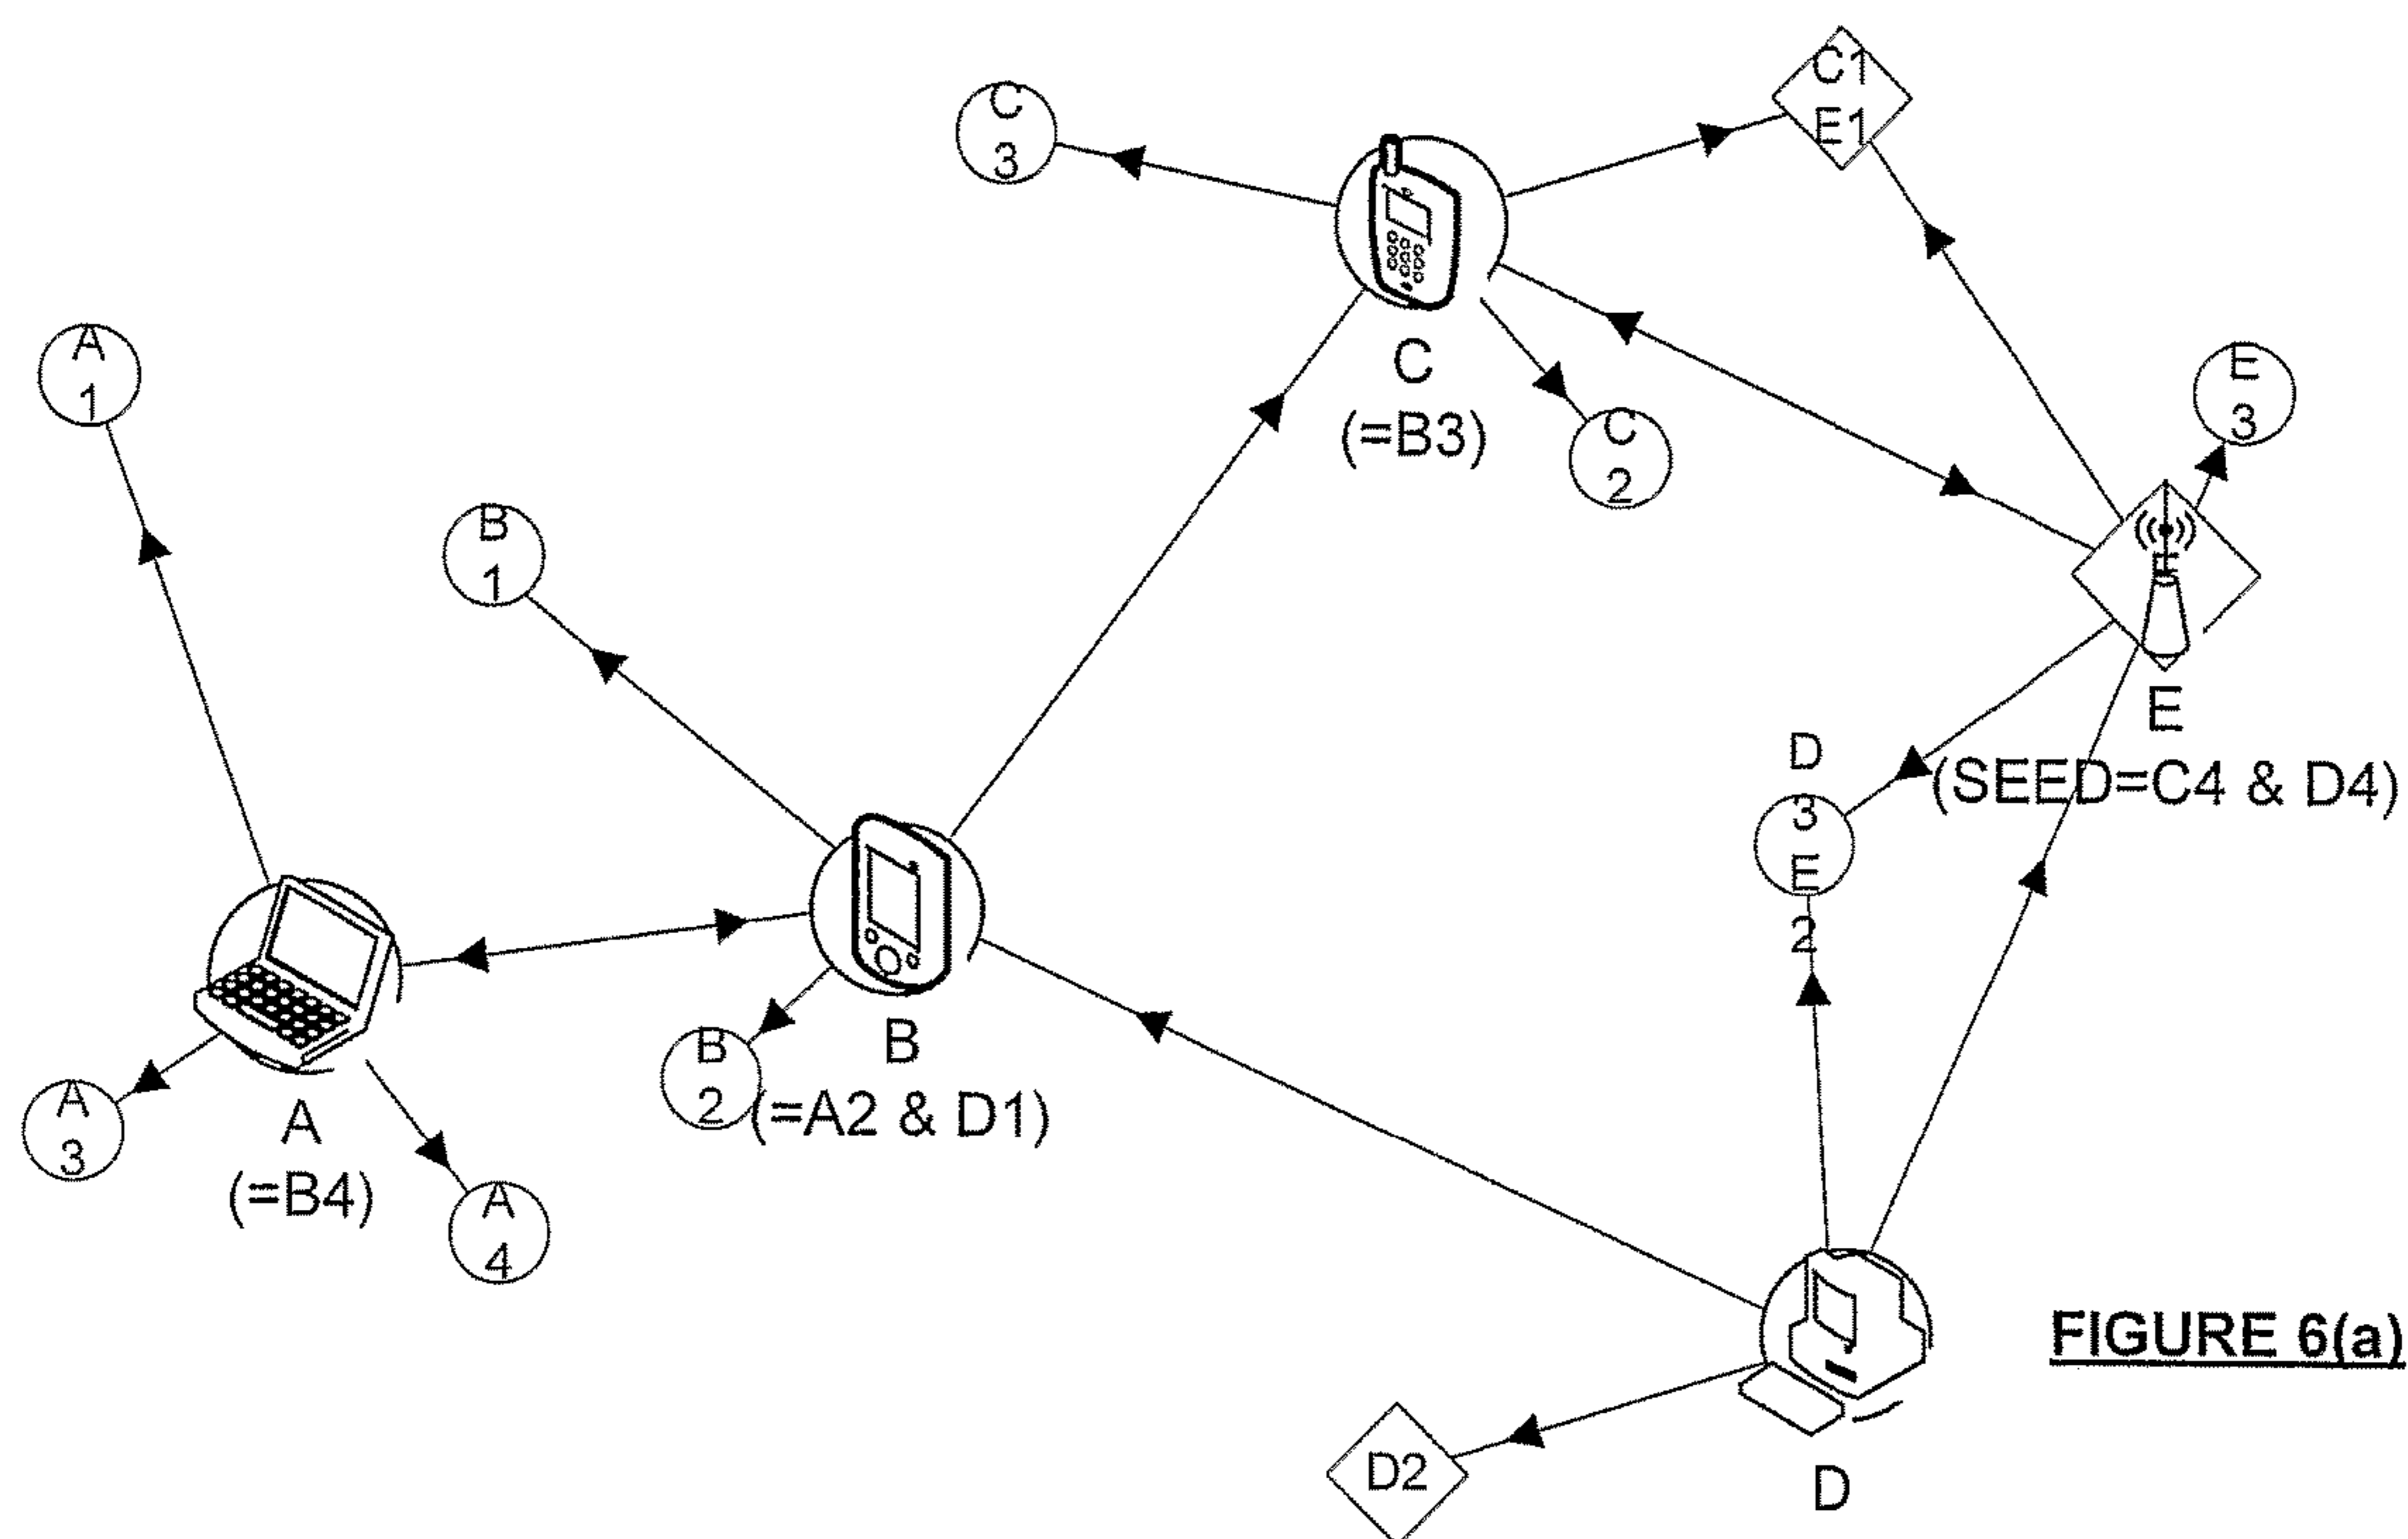 C1
E1
C
3
C
(=B3)
C
2
A
1
E
3
B
1
E
E
(SEED=C4 & D4)
D
3
E
2
B
(=A2 & D1)
B
2
A
(=B4)
A
3
A
4
D2
D
FIGURE 6(a)